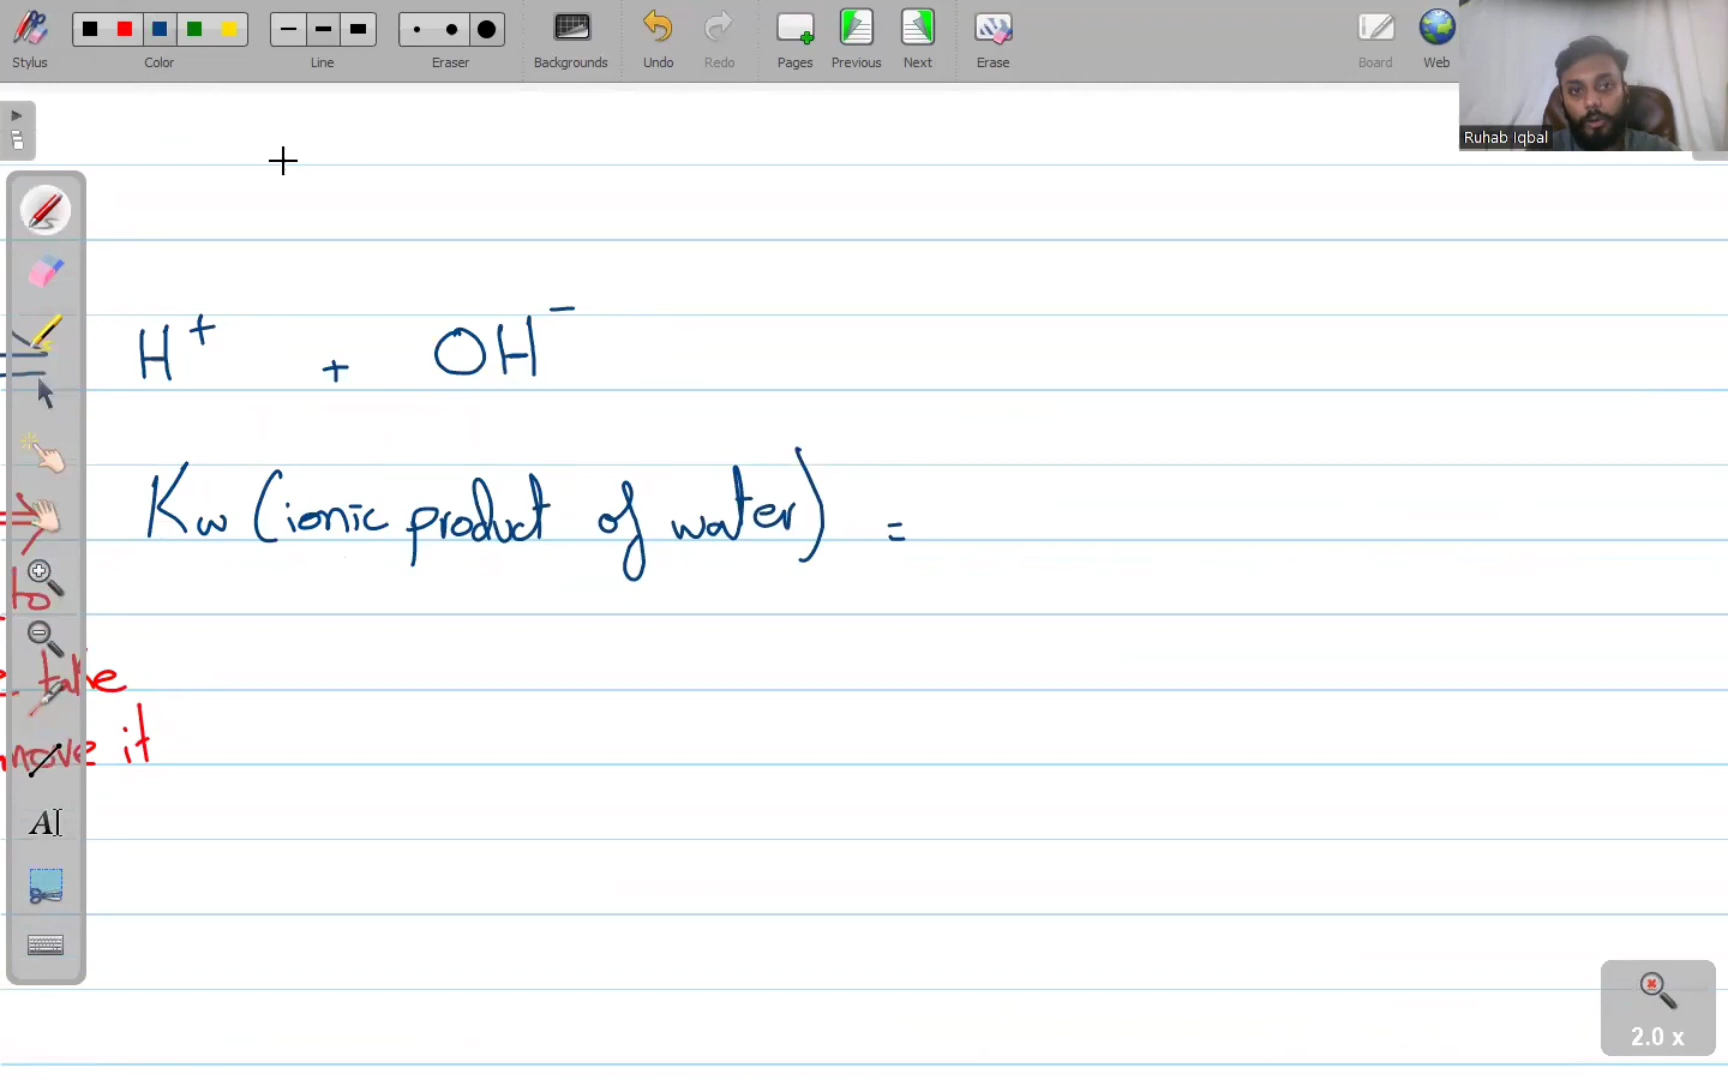 Stylus Color Line Eraser Backgrounds Undo Redo Pages Previous Next Erase Board Web
Ruhab Iqbal
H⁺ + OH⁻
Kw (ionic product of water) =
to
take
move it
A
2.0 x